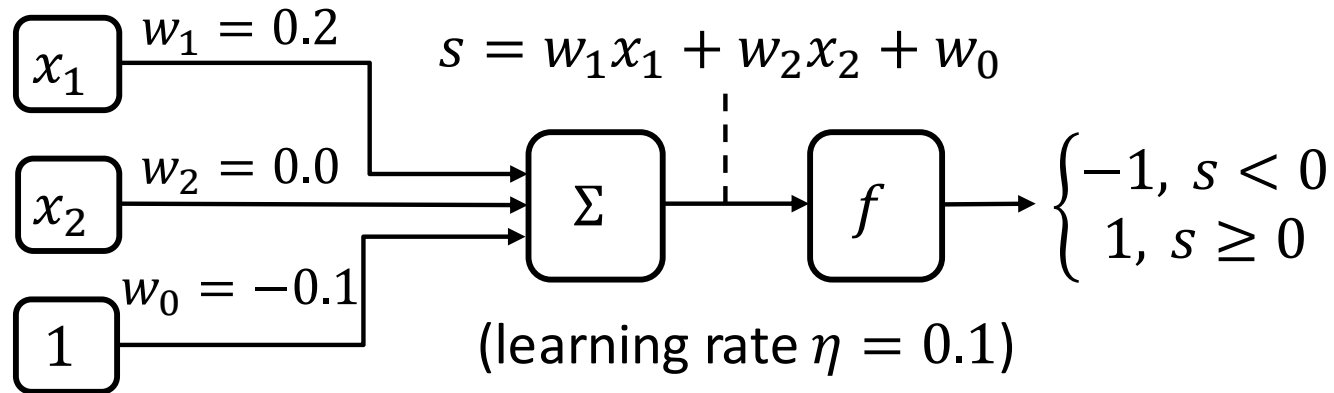 x₁
w₁ = 0.2
s = w₁x₁ + w₂x₂ + w₀
x₂
w₂ = 0.0
Σ
f
{−1, s < 0
1, s ≥ 0
1
w₀ = −0.1
(learning rate η = 0.1)